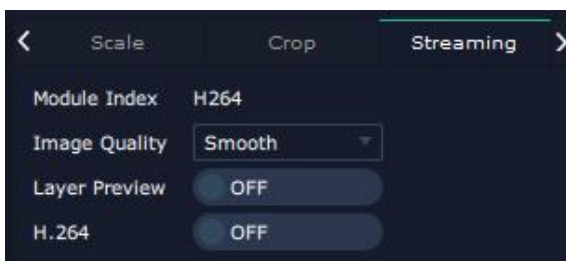 Scale Crop Streaming
Module Index H264
Image Quality Smooth
Layer Preview OFF
H.264 OFF